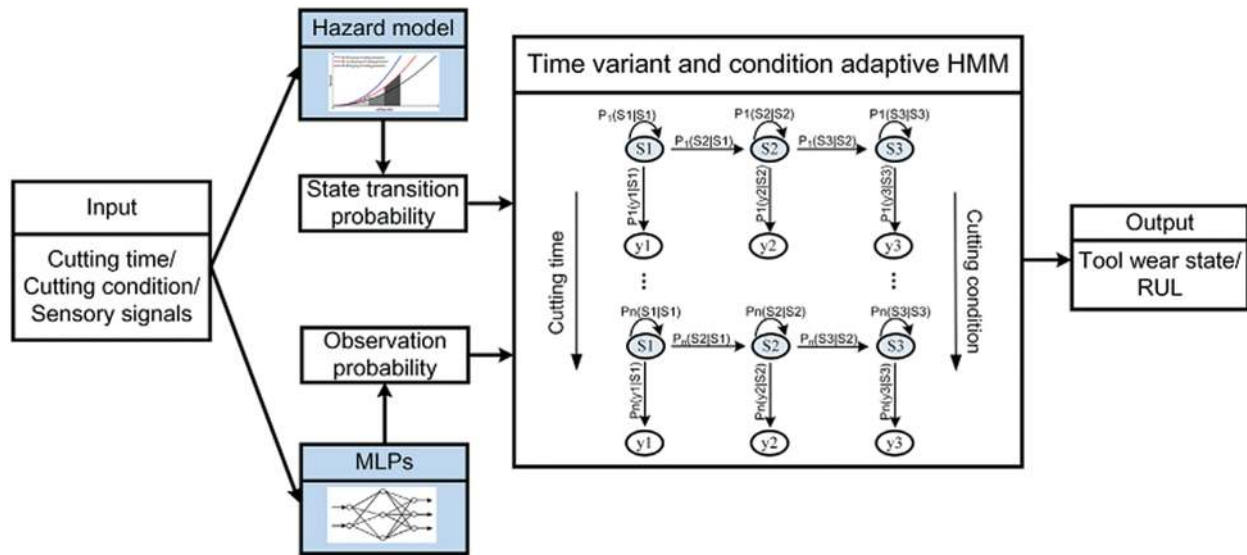 Hazard model
State transition
probability
Input
Cutting time/
Cutting condition/
Sensory signals
Observation
probability
MLPs
Time variant and condition adaptive HMM
P1(S1|S1) P1(S2|S2) P1(S3|S3)
S1 P1(S2|S1) S2 P1(S3|S2) S3
P1(y1|S1) P1(y2|S2) P1(y3|S3)
y1 y2 y3
... ... ...
Cutting time
Cutting condition
Pn(S1|S1) Pn(S2|S2) Pn(S3|S3)
S1 Pn(S2|S1) S2 Pn(S3|S2) S3
Pn(y1|S1) Pn(y2|S2) Pn(y3|S3)
y1 y2 y3
Output
Tool wear state/
RUL